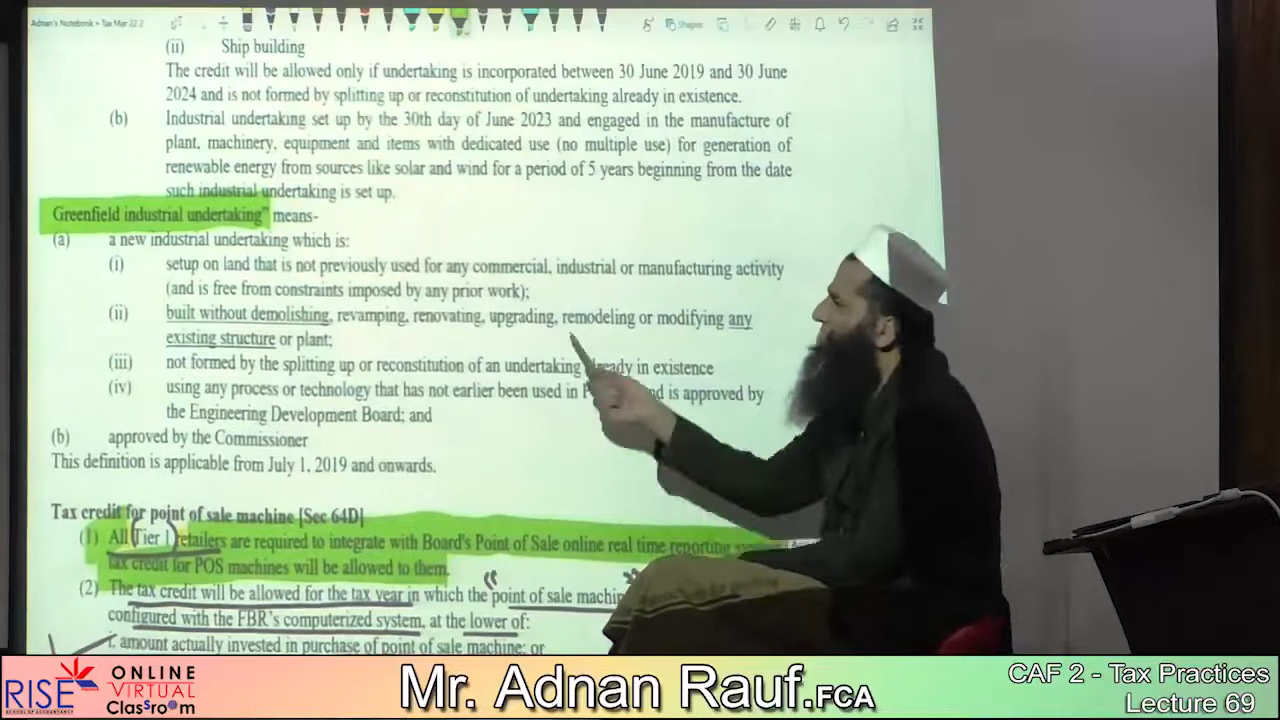 Adnan's Notebook > Tax Mar 22 2
Shapes
(ii) Ship building
The credit will be allowed only if undertaking is incorporated between 30 June 2019 and 30 June
2024 and is not formed by splitting up or reconstitution of undertaking already in existence.
(b) Industrial undertaking set up by the 30th day of June 2023 and engaged in the manufacture of
plant, machinery, equipment and items with dedicated use (no multiple use) for generation of
renewable energy from sources like solar and wind for a period of 5 years beginning from the date
such industrial undertaking is set up.
Greenfield industrial undertaking" means-
(a) a new industrial undertaking which is:
(i) setup on land that is not previously used for any commercial, industrial or manufacturing activity
(and is free from constraints imposed by any prior work);
(ii) built without demolishing, revamping, renovating, upgrading, remodeling or modifying any
existing structure or plant;
(iii) not formed by the splitting up or reconstitution of an undertaking already in existence
(iv) using any process or technology that has not earlier been used in and is approved by
the Engineering Development Board; and
(b) approved by the Commissioner
This definition is applicable from July 1, 2019 and onwards.
Tax credit for point of sale machine [Sec 64D]
(1) All (Tier 1) retailers are required to integrate with Board's Point of Sale online real time reporting
tax credit for POS machines will be allowed to them.
(2) The tax credit will be allowed for the tax year in which the "point of sale machin
configured with the FBR's computerized system, at the lower of:
i. amount actually invested in purchase of point of sale machine; or
RISE
SCHOOL OF ACCOUNTANCY
ONLINE
VIRTUAL
Classroom
Mr. Adnan Rauf.FCA
CAF 2 - Tax Practices
Lecture 69